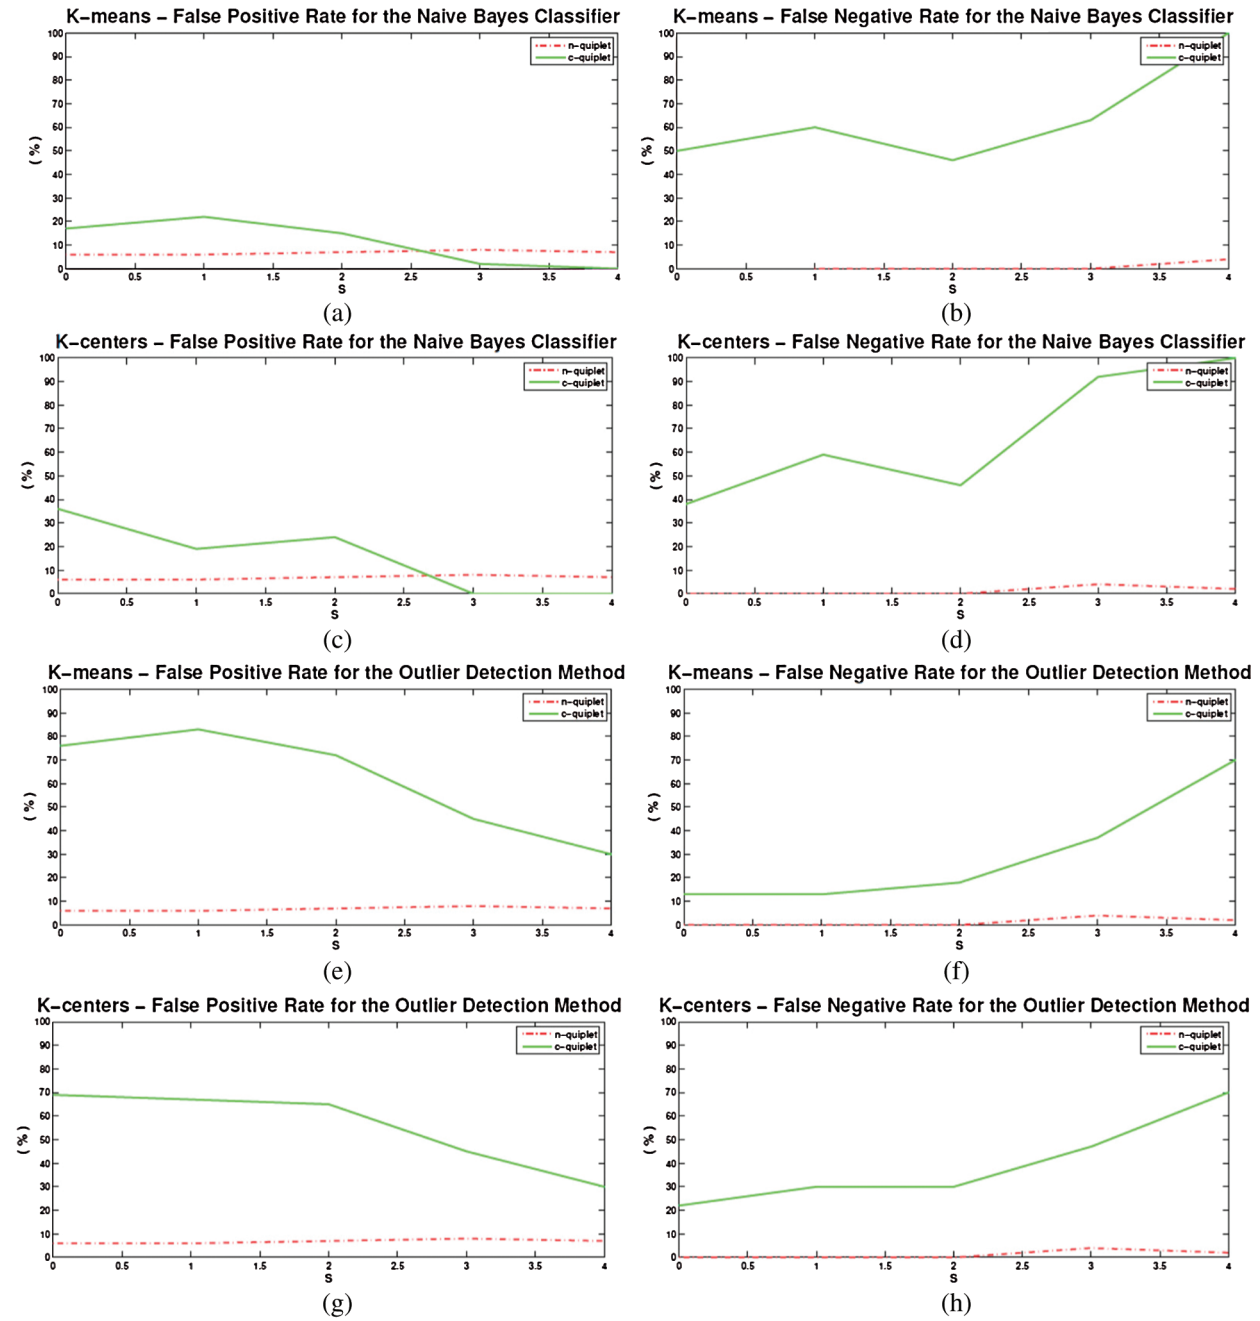 K-means – False Positive Rate for the Naive Bayes Classifier
100
90
80
70
60
50
40
30
20
10
0
(%)
n-quiplet
c-quiplet
0 0.5 1 1.5 2 2.5 3 3.5 4
S
(a)
K-means – False Negative Rate for the Naive Bayes Classifier
100
90
80
70
60
50
40
30
20
10
0
(%)
n-quiplet
c-quiplet
0.5 1 1.5 2 2.5 3 3.5 4
S
(b)
K-centers – False Positive Rate for the Naive Bayes Classifier
100
90
80
70
60
50
40
30
20
10
0
(%)
n-quiplet
c-quiplet
0 0.5 1 1.5 2 2.5 3 3.5 4
S
(c)
K-centers – False Negative Rate for the Naive Bayes Classifier
100
90
80
70
60
50
40
30
20
10
0
(%)
n-quiplet
c-quiplet
0 0.5 1 1.5 2 2.5 3 3.5 4
S
(d)
K-means – False Positive Rate for the Outlier Detection Method
100
90
80
70
60
50
40
30
20
10
0
(%)
n-quiplet
c-quiplet
0 0.5 1 1.5 2 2.5 3 3.5 4
S
(e)
K-means – False Negative Rate for the Outlier Detection Method
100
90
80
70
60
50
40
30
20
10
0
(%)
n-quiplet
c-quiplet
0 0.5 1 1.5 2 2.5 3 3.5 4
S
(f)
K-centers – False Positive Rate for the Outlier Detection Method
100
90
80
70
60
50
40
30
20
10
0
(%)
n-quiplet
c-quiplet
0 0.5 1 1.5 2 2.5 3 3.5 4
S
(g)
K-centers – False Negative Rate for the Outlier Detection Method
100
90
80
70
60
50
40
30
20
10
0
(%)
n-quiplet
c-quiplet
0 0.5 1 1.5 2 2.5 3 3.5 4
S
(h)